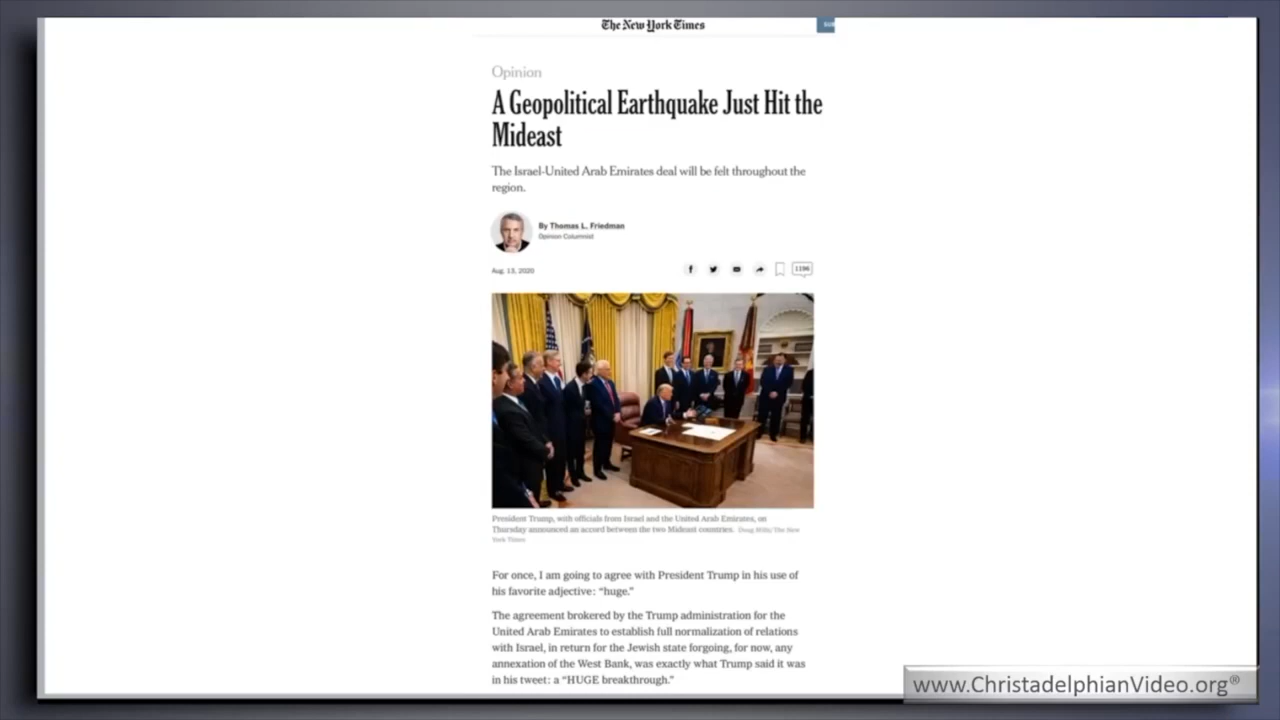 The New York Times
Opinion
A Geopolitical Earthquake Just Hit the
Mideast
The Israel-United Arab Emirates deal will be felt throughout the
region.
By Thomas L. Friedman
Opinion Columnist
Aug. 13, 2020
1196
President Trump, with officials from Israel and the United Arab Emirates, on
Thursday announced an accord between the two Mideast countries. Doug Mills/The New
York Times
For once, I am going to agree with President Trump in his use of
his favorite adjective: “huge.”
The agreement brokered by the Trump administration for the
United Arab Emirates to establish full normalization of relations
with Israel, in return for the Jewish state forgoing, for now, any
annexation of the West Bank, was exactly what Trump said it was
in his tweet: a “HUGE breakthrough.”
www.ChristadelphianVideo.org®